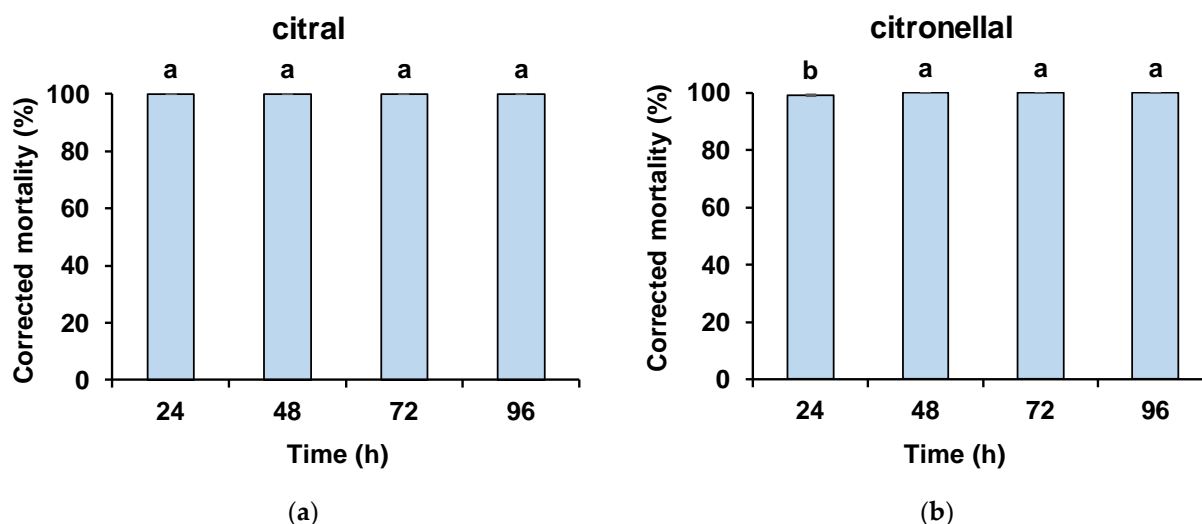 citral
a a a a
Corrected mortality (%)
100
80
60
40
20
0
24 48 72 96
Time (h)
(a)
citronellal
b a a a
Corrected mortality (%)
100
80
60
40
20
0
24 48 72 96
Time (h)
(b)